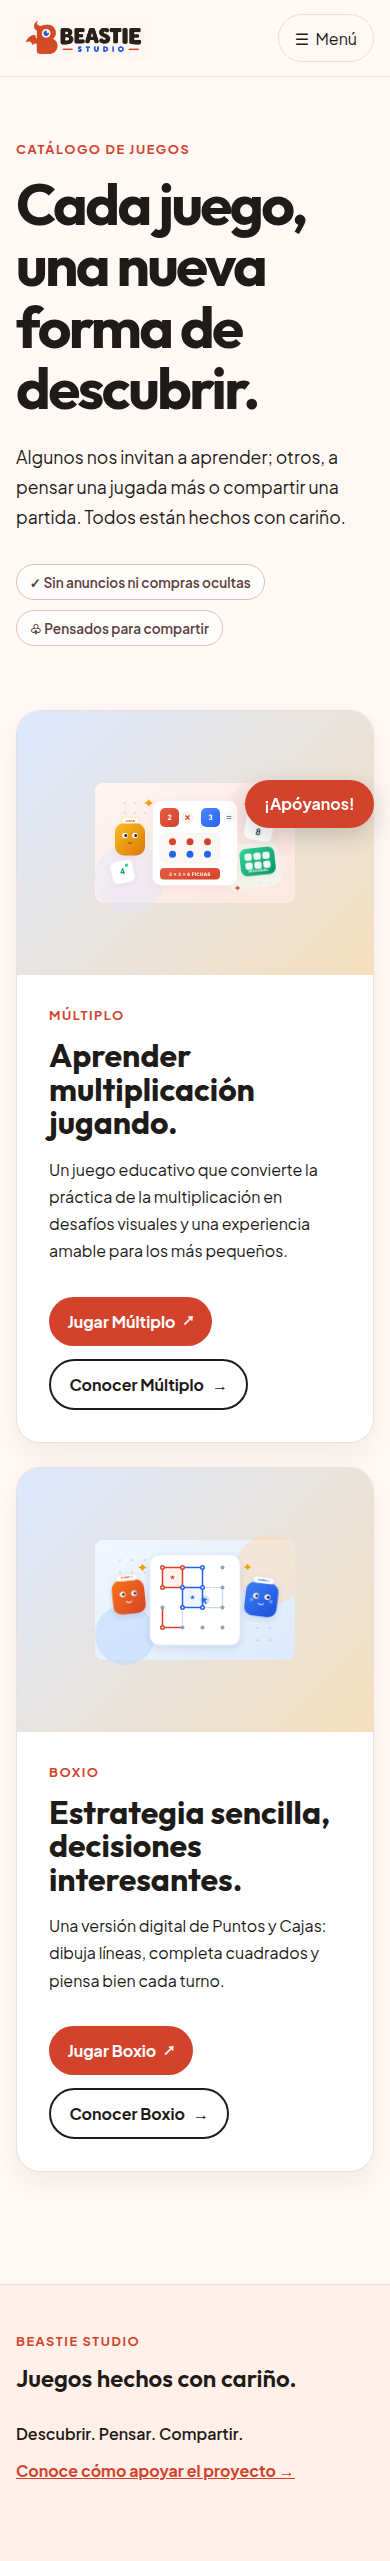 BEASTIE
STUDIO
☰ Menú
CATÁLOGO DE JUEGOS
Cada juego,
una nueva
forma de
descubrir.
Algunos nos invitan a aprender; otros, a
pensar una jugada más o compartir una
partida. Todos están hechos con cariño.
✓ Sin anuncios ni compras ocultas
♧ Pensados para compartir
¡Apóyanos!
2 × 3 =
8
4
2 × 3 = 6 FICHAS
MÚLTIPLO
Aprender
multiplicación
jugando.
Un juego educativo que convierte la
práctica de la multiplicación en
desafíos visuales y una experiencia
amable para los más pequeños.
Jugar Múltiplo ↗
Conocer Múltiplo →
BOXIO
Estrategia sencilla,
decisiones
interesantes.
Una versión digital de Puntos y Cajas:
dibuja líneas, completa cuadrados y
piensa bien cada turno.
Jugar Boxio ↗
Conocer Boxio →
BEASTIE STUDIO
Juegos hechos con cariño.
Descubrir. Pensar. Compartir.
Conoce cómo apoyar el proyecto →